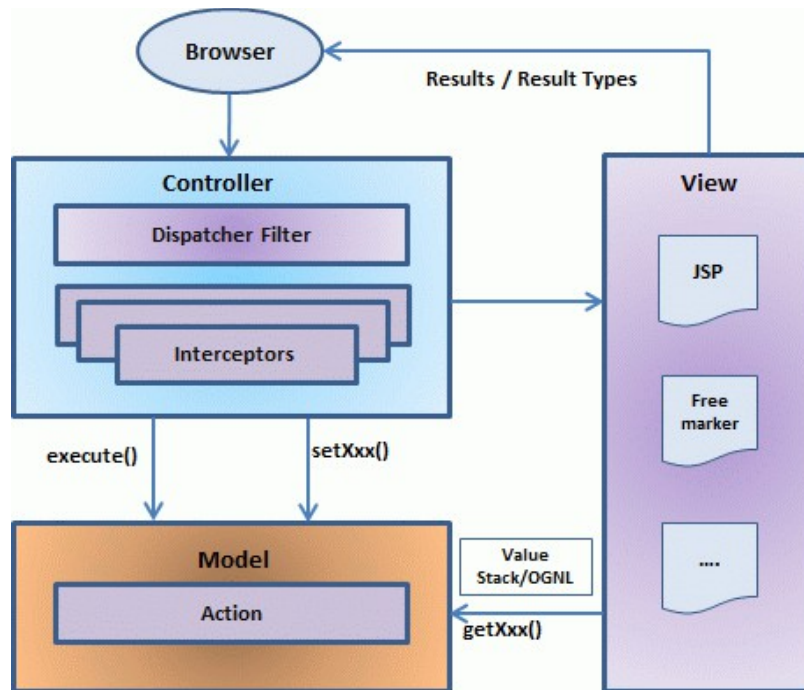 Browser
Results / Result Types
Controller
Dispatcher Filter
Interceptors
View
JSP
Free
marker
....
execute()
setXxx()
Model
Action
Value
Stack/OGNL
getXxx()